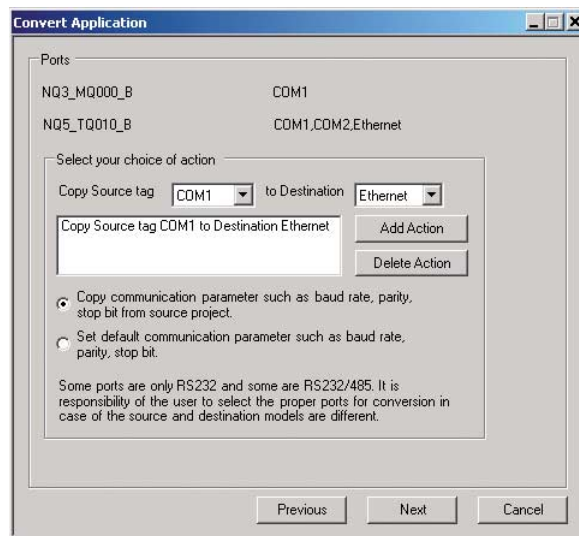 Convert Application
Ports
NQ3_MQ000_B COM1
NQ5_TQ010_B COM1,COM2,Ethernet
Select your choice of action
Copy Source tag COM1 to Destination Ethernet
Copy Source tag COM1 to Destination Ethernet
Add Action
Delete Action
Copy communication parameter such as baud rate, parity,
stop bit from source project.
Set default communication parameter such as baud rate,
parity, stop bit.
Some ports are only RS232 and some are RS232/485. It is
responsibility of the user to select the proper ports for conversion in
case of the source and destination models are different.
Previous Next Cancel